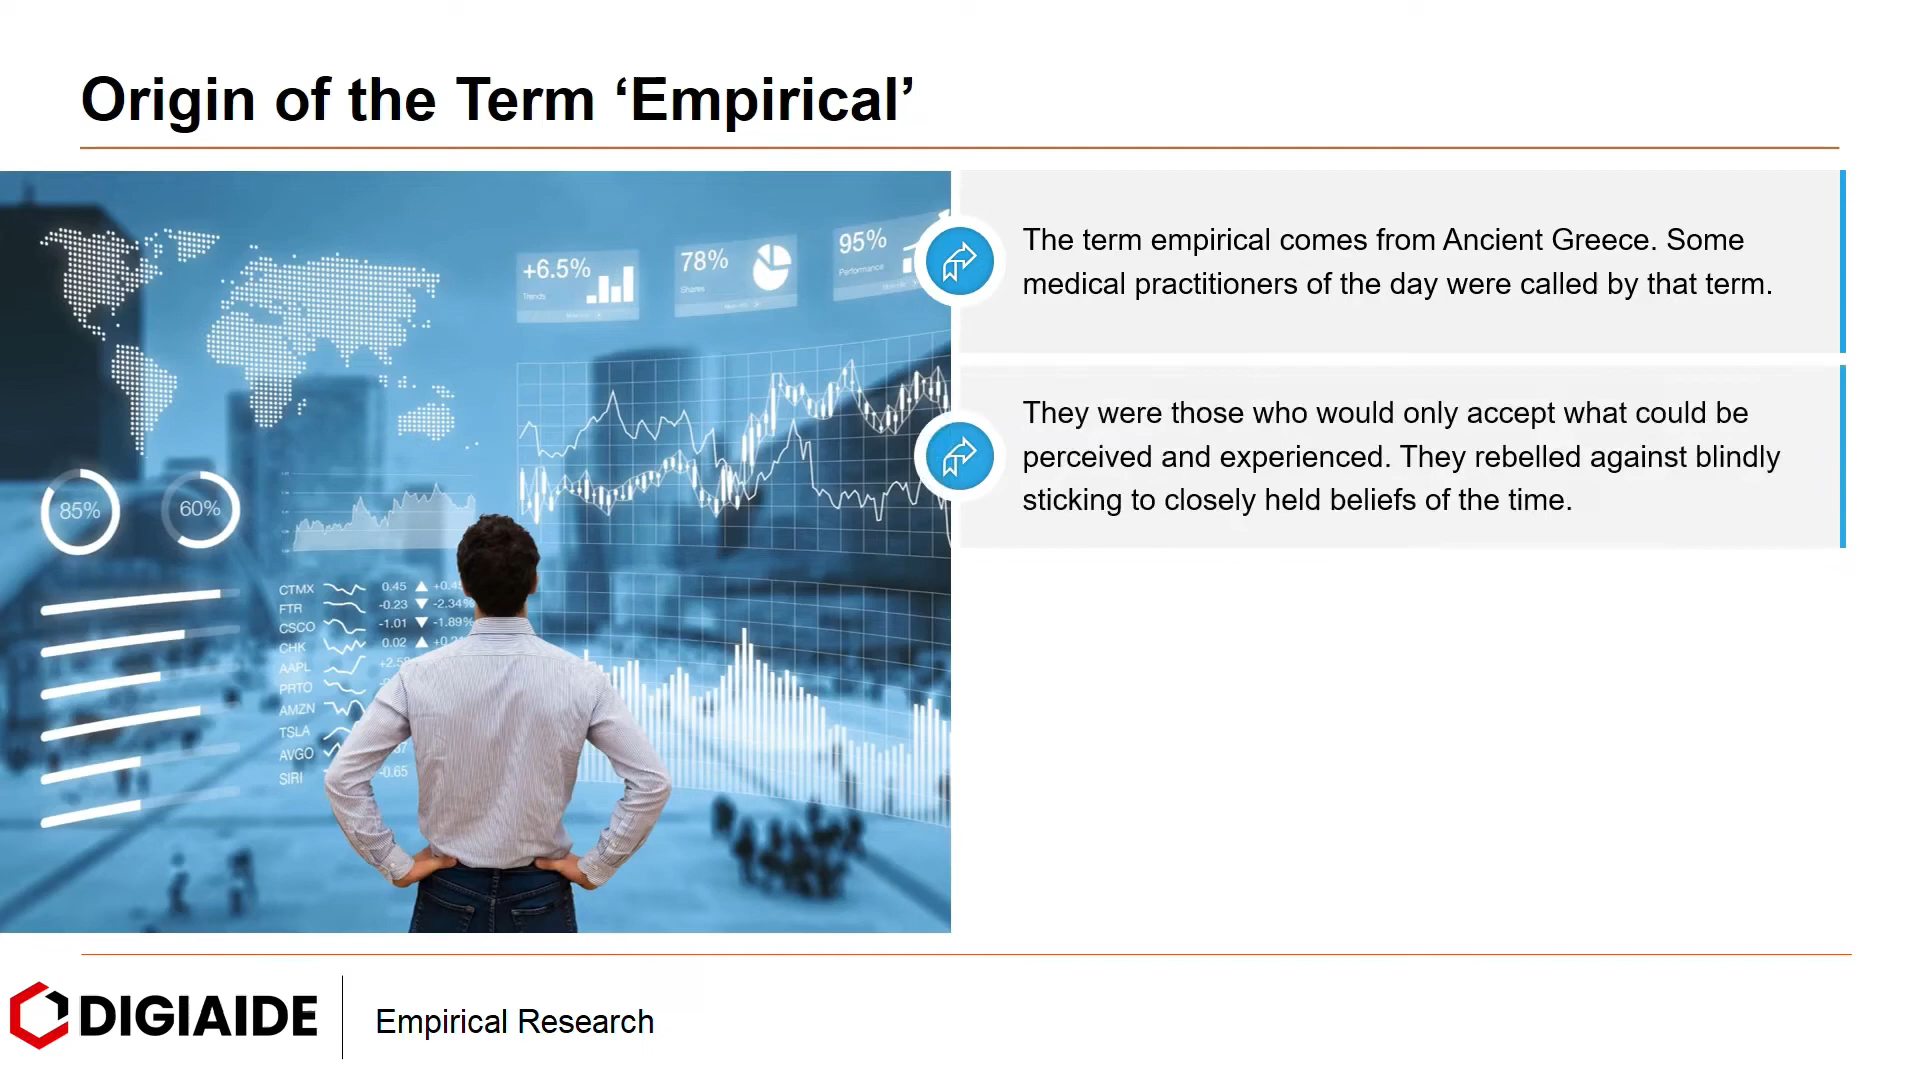 Origin of the Term ‘Empirical’
The term empirical comes from Ancient Greece. Some
medical practitioners of the day were called by that term.
They were those who would only accept what could be
perceived and experienced. They rebelled against blindly
sticking to closely held beliefs of the time.
+6.5%
Trends
78%
Shares
95%
Performance
85%
60%
CTMX 0.45 ▲
FTR -0.23 ▼ -2.34%
CSCO -1.01 ▼ -1.89%
CHK 0.02 ▲
AAPL
PRTO
AMZN
TSLA
AVGO
SIRI -0.65
DIGIAIDE
Empirical Research